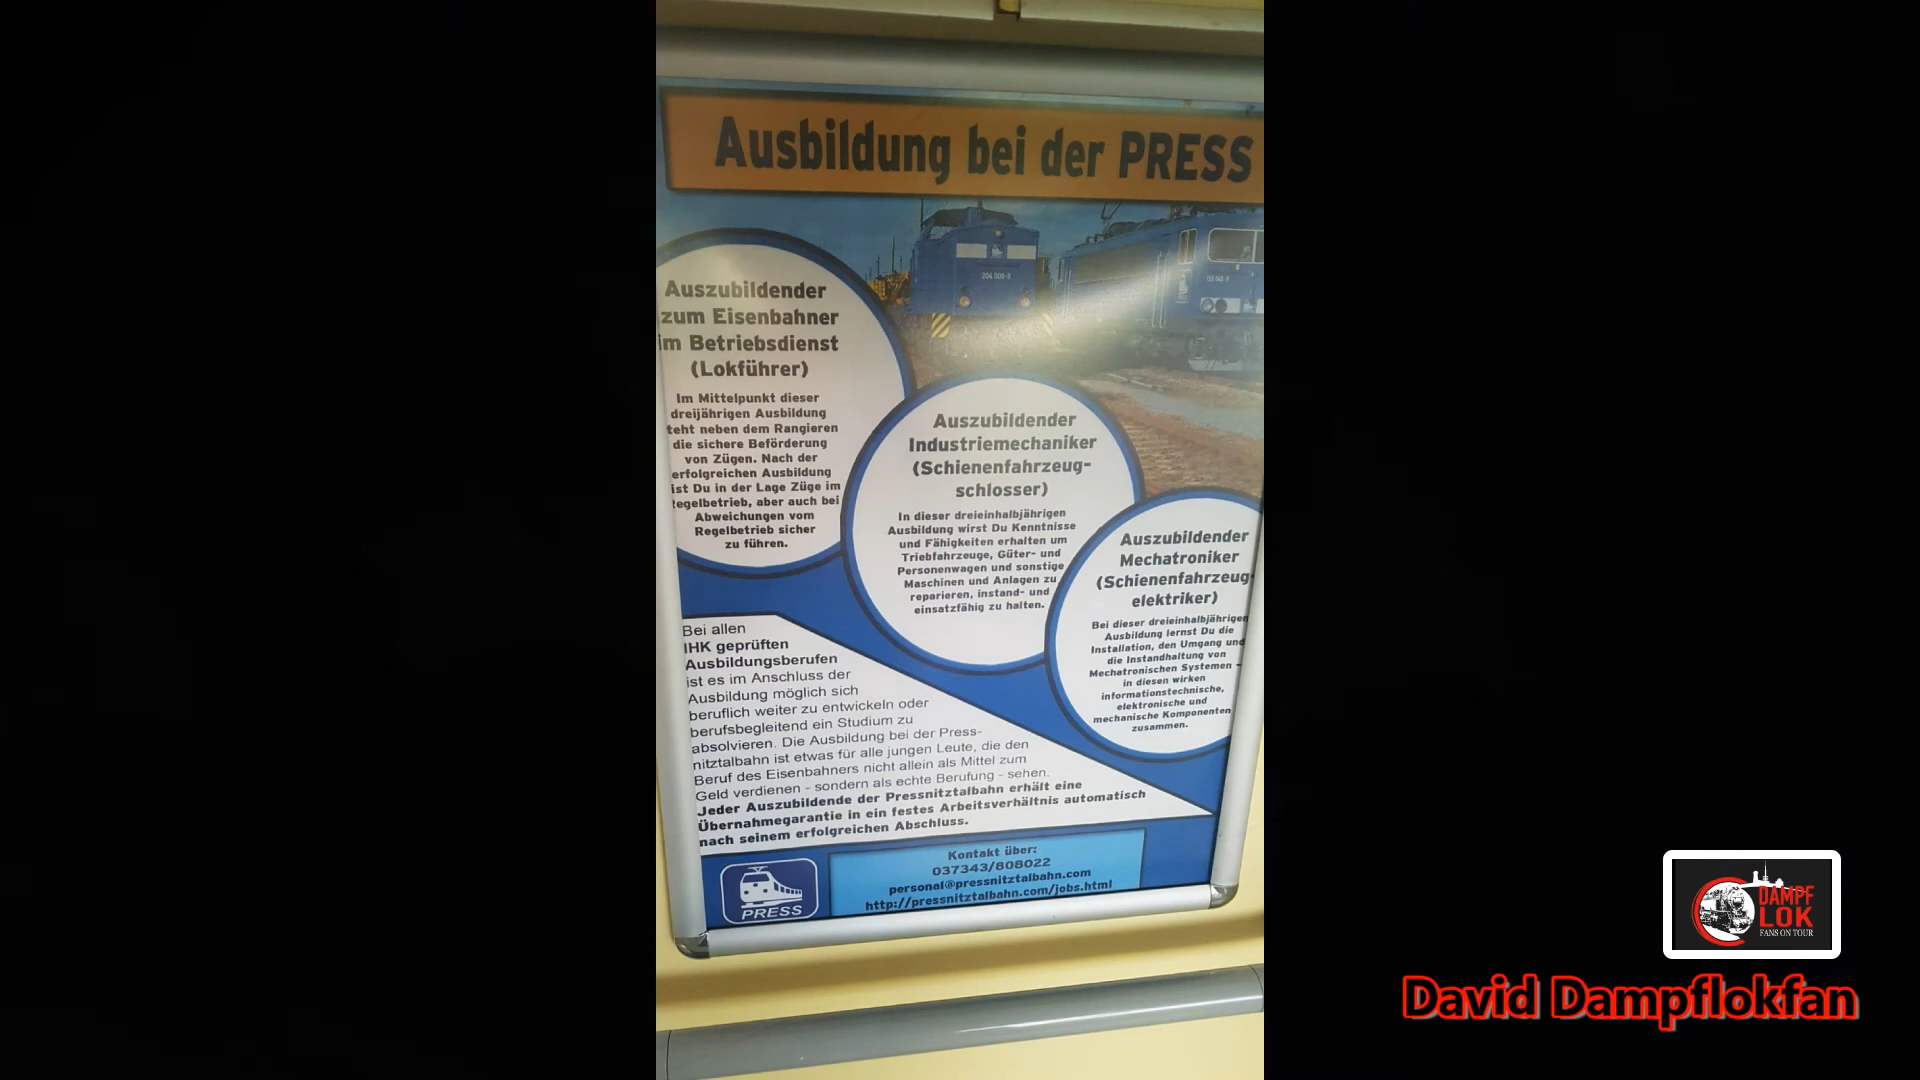 Ausbildung bei der PRESS
204 009-5
Auszubildender
zum Eisenbahner
im Betriebsdienst
(Lokführer)
Im Mittelpunkt dieser
dreijährigen Ausbildung
teht neben dem Rangieren
die sichere Beförderung
von Zügen. Nach der
erfolgreichen Ausbildung
ist Du in der Lage Züge im
Regelbetrieb, aber auch bei
Abweichungen vom
Regelbetrieb sicher
zu führen.
Auszubildender
Industriemechaniker
(Schienenfahrzeug-
schlosser)
In dieser dreieinhalbjährigen
Ausbildung wirst Du Kenntnisse
und Fähigkeiten erhalten um
Triebfahrzeuge, Güter- und
Personenwagen und sonstige
Maschinen und Anlagen zu
reparieren, instand- und
einsatzfähig zu halten.
Auszubildender
Mechatroniker
(Schienenfahrzeug-
elektriker)
Bei dieser dreieinhalbjährigen
Ausbildung lernst Du die
Installation, den Umgang und
die Instandhaltung von
Mechatronischen Systemen -
in diesen wirken
informationstechnische,
elektronische und
mechanische Komponenten
zusammen.
Bei allen
IHK geprüften
Ausbildungsberufen
ist es im Anschluss der
Ausbildung möglich sich
beruflich weiter zu entwickeln oder
berufsbegleitend ein Studium zu
absolvieren. Die Ausbildung bei der Press-
nitztalbahn ist etwas für alle jungen Leute, die den
Beruf des Eisenbahners nicht allein als Mittel zum
Geld verdienen - sondern als echte Berufung - sehen.
Jeder Auszubildende der Pressnitztalbahn erhält eine
Übernahmegarantie in ein festes Arbeitsverhältnis automatisch
nach seinem erfolgreichen Abschluss.
PRESS
Kontakt über:
037343/808022
personal@pressnitztalbahn.com
http://pressnitztalbahn.com/jobs.html
DAMPF
LOK
FANS ON TOUR
David Dampflokfan